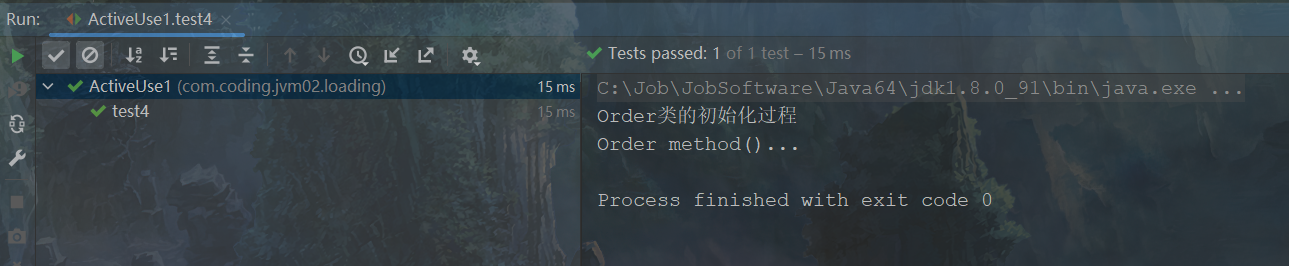 Run: ActiveUse1.test4 ×
Tests passed: 1 of 1 test – 15 ms
ActiveUse1 (com.coding.jvm02.loading) 15 ms
test4 15 ms
C:\Job\JobSoftware\Java64\jdk1.8.0_91\bin\java.exe ...
Order类的初始化过程
Order method()...
Process finished with exit code 0